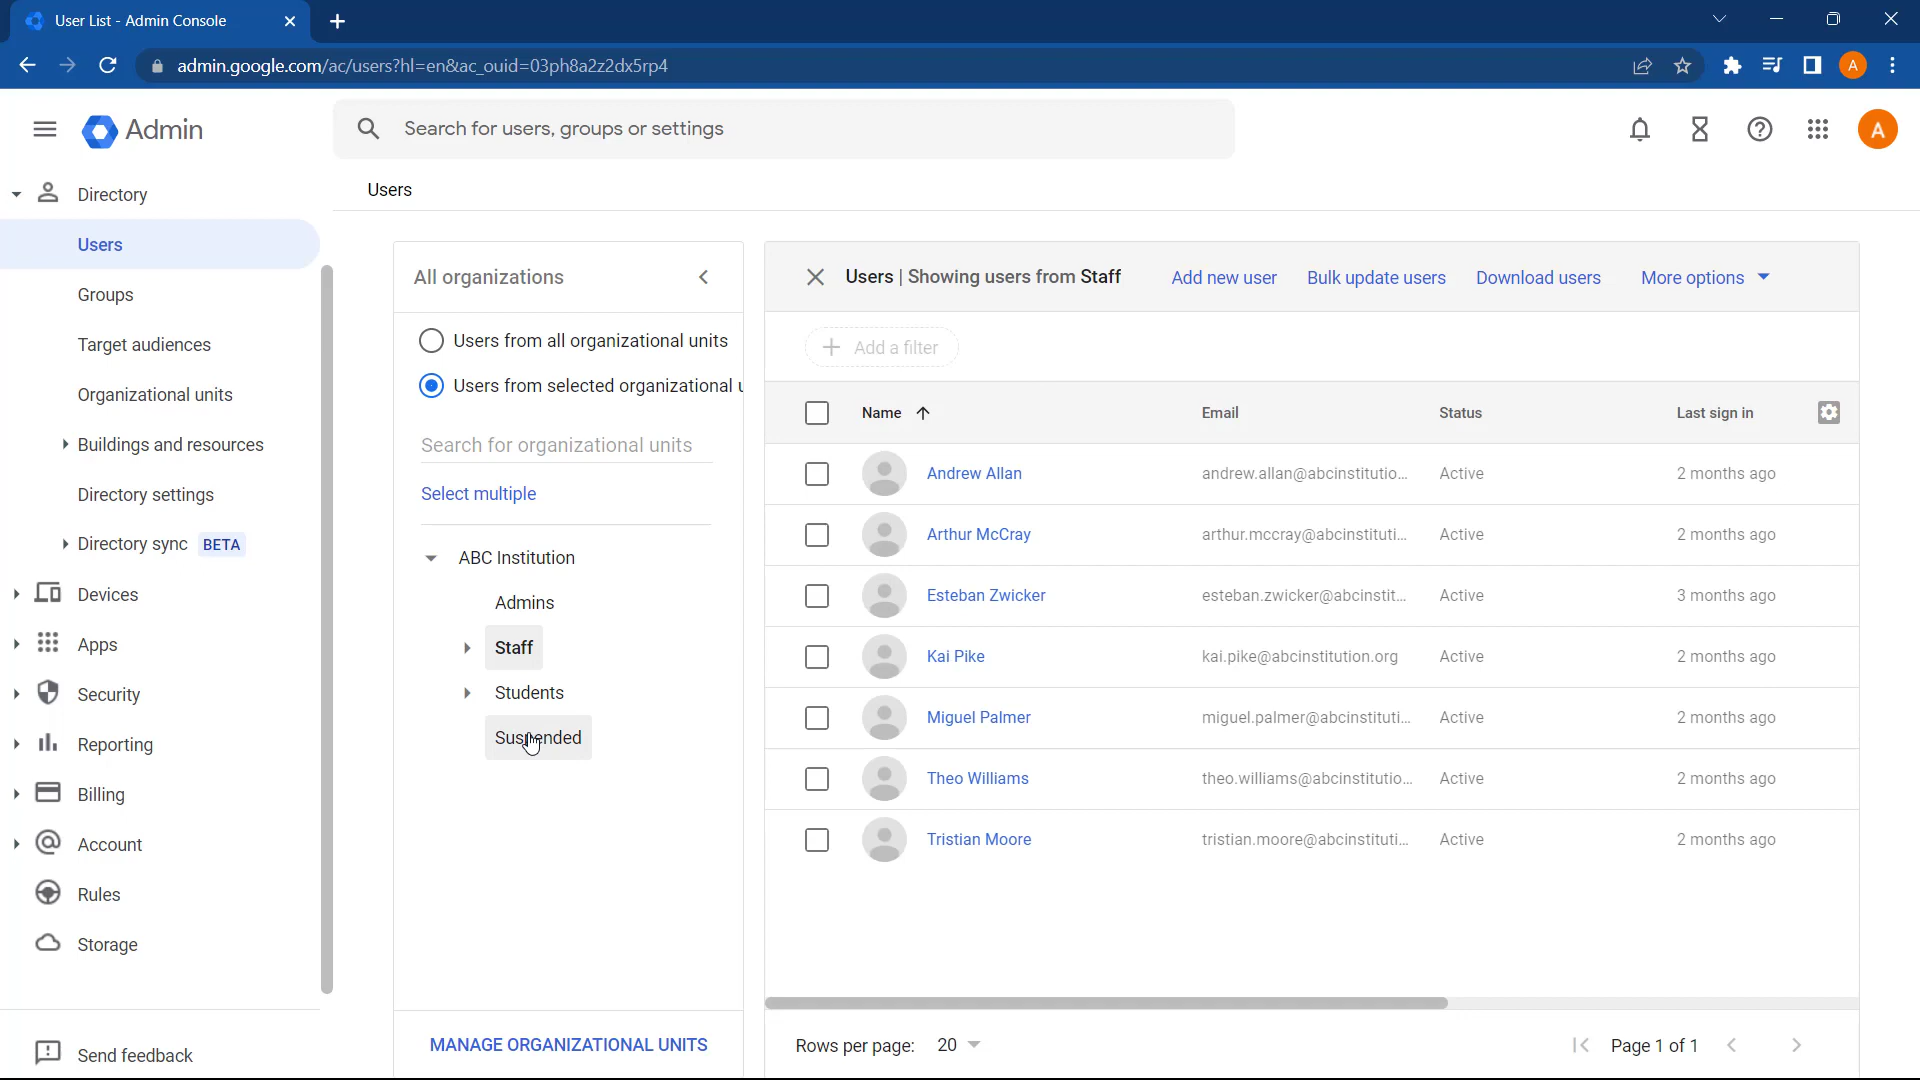 User List - Admin Console
admin.google.com/ac/users?hl=en&ac_ouid=03ph8a2z2dx5rp4
A
Admin
Search for users, groups or settings
A
Directory
Users
Groups
Target audiences
Organizational units
Buildings and resources
Directory settings
Directory sync BETA
Devices
Apps
Security
Reporting
Billing
Account
Rules
Storage
Send feedback
Users
All organizations
Users from all organizational units
Users from selected organizational u
Search for organizational units
Select multiple
ABC Institution
Admins
Staff
Students
Suspended
MANAGE ORGANIZATIONAL UNITS
Users | Showing users from Staff Add new user Bulk update users Download users More options
Add a filter
Name Email Status Last sign in
Andrew Allan andrew.allan@abcinstitutio... Active 2 months ago
Arthur McCray arthur.mccray@abcinstituti... Active 2 months ago
Esteban Zwicker esteban.zwicker@abcinstit... Active 3 months ago
Kai Pike kai.pike@abcinstitution.org Active 2 months ago
Miguel Palmer miguel.palmer@abcinstituti... Active 2 months ago
Theo Williams theo.williams@abcinstitutio... Active 2 months ago
Tristian Moore tristian.moore@abcinstituti... Active 2 months ago
Rows per page: 20 Page 1 of 1